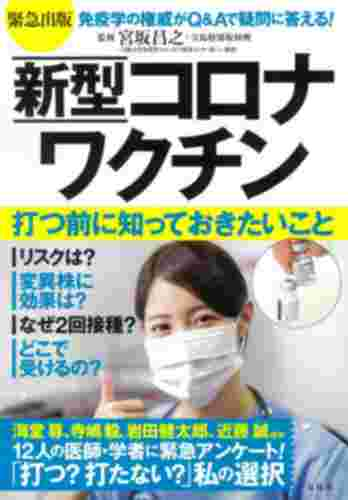 緊急出版
免疫学の権威がQ&Aで疑問に答える!
監修 宮坂昌之
新型コロナ
ワクチン
打つ前に知っておきたいこと
リスクは?
変異株に
効果は?
なぜ2回接種?
どこで
受けるの?
海堂 尊、寺嶋 毅、岩田健太郎、近藤 誠
12人の医師・学者に緊急アンケート!
「打つ? 打たない?」私の選択